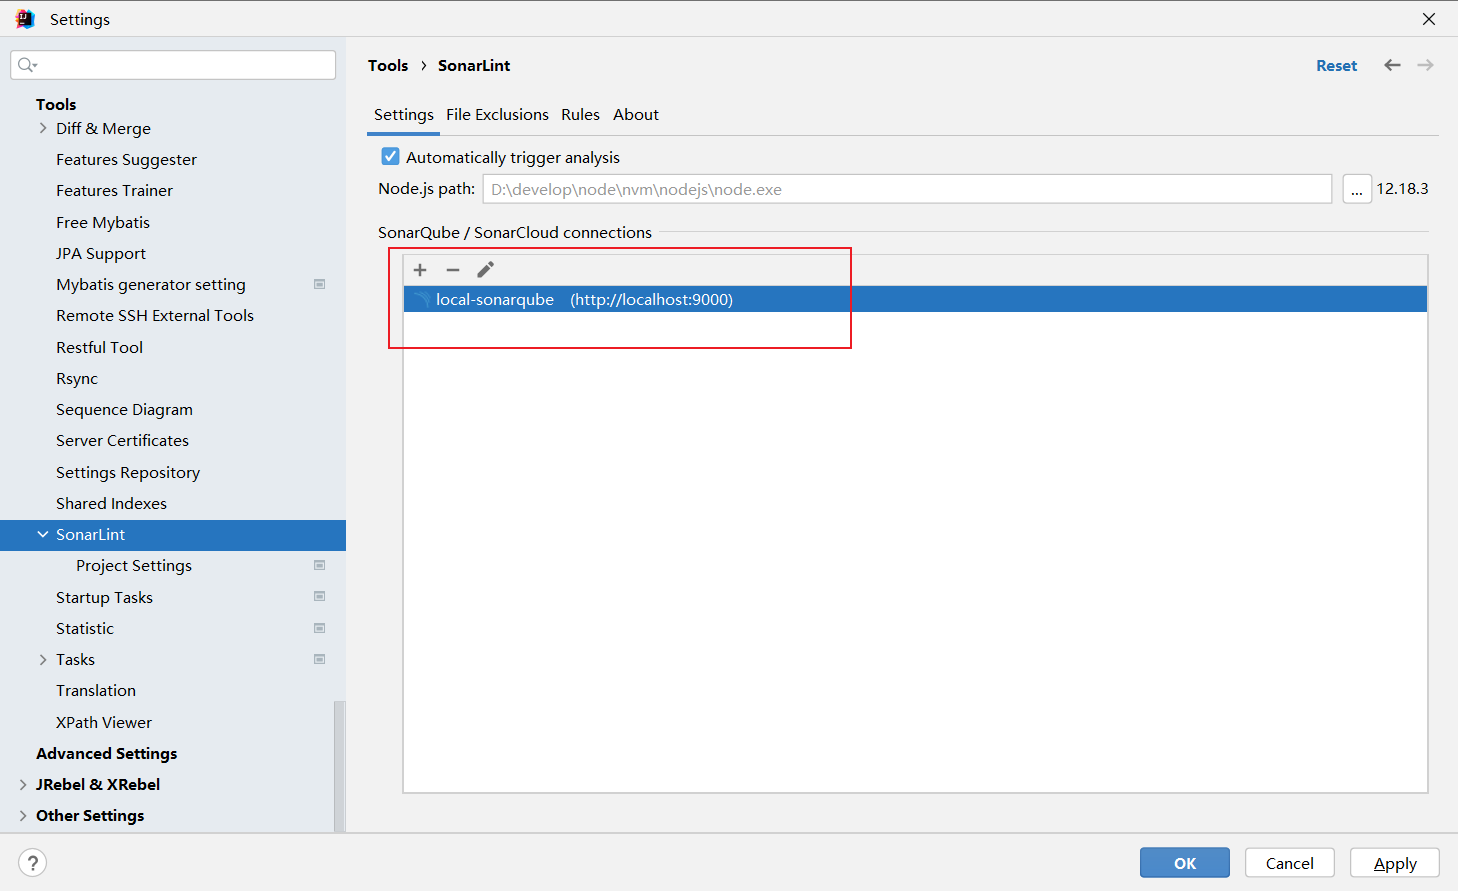 Settings
Tools
Diff & Merge
Features Suggester
Features Trainer
Free Mybatis
JPA Support
Mybatis generator setting
Remote SSH External Tools
Restful Tool
Rsync
Sequence Diagram
Server Certificates
Settings Repository
Shared Indexes
SonarLint
Project Settings
Startup Tasks
Statistic
Tasks
Translation
XPath Viewer
Advanced Settings
JRebel & XRebel
Other Settings
Tools › SonarLint
Reset
Settings File Exclusions Rules About
Automatically trigger analysis
Node.js path: D:\develop\node\nvm\nodejs\node.exe ... 12.18.3
SonarQube / SonarCloud connections
local-sonarqube (http://localhost:9000)
? OK Cancel Apply